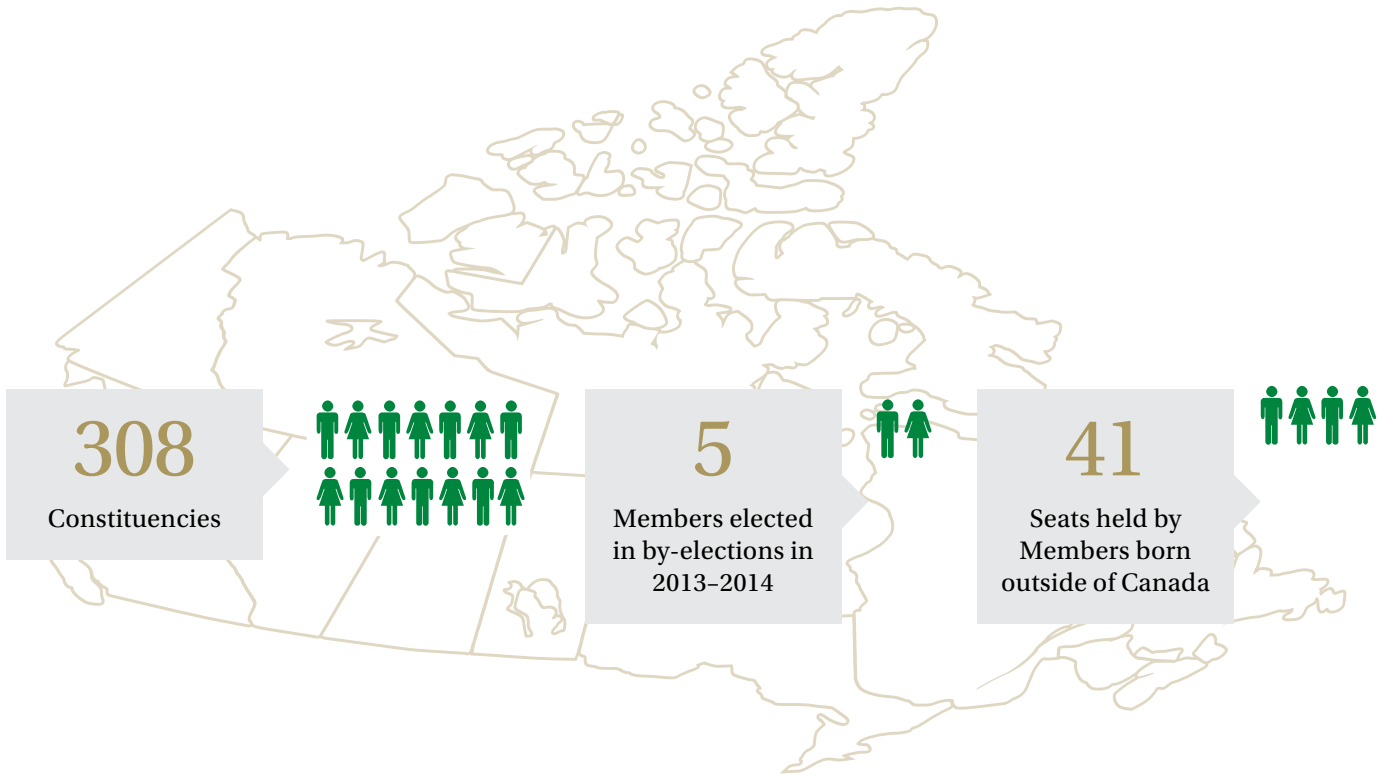 308
Constituencies
5
Members elected
in by-elections in
2013–2014
41
Seats held by
Members born
outside of Canada